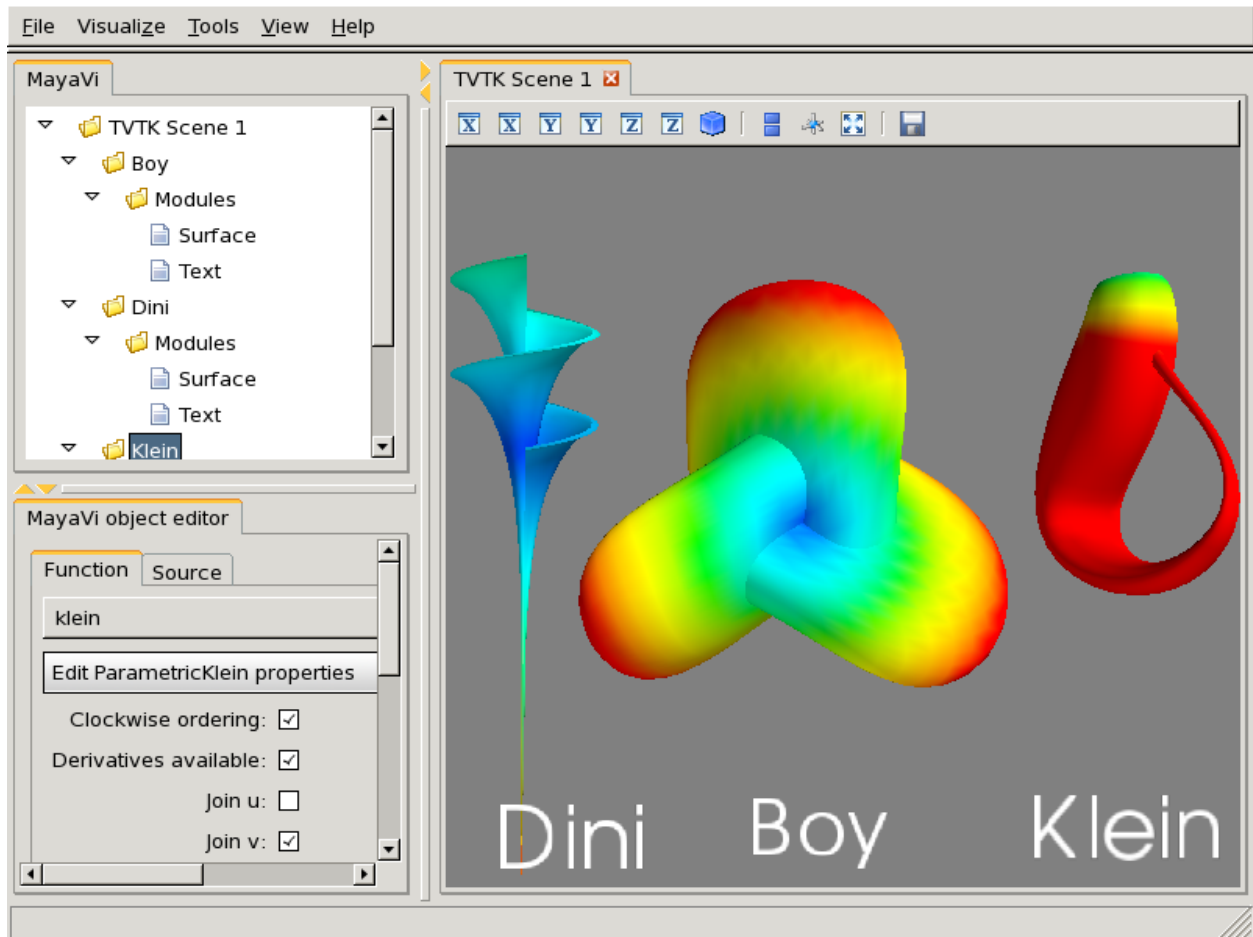 File Visualize Tools View Help
MayaVi
TVTK Scene 1
Boy
Modules
Surface
Text
Dini
Modules
Surface
Text
Klein
MayaVi object editor
Function Source
klein
Edit ParametricKlein properties
Clockwise ordering:
Derivatives available:
Join u:
Join v:
TVTK Scene 1
X X Y Y Z Z
Dini Boy Klein